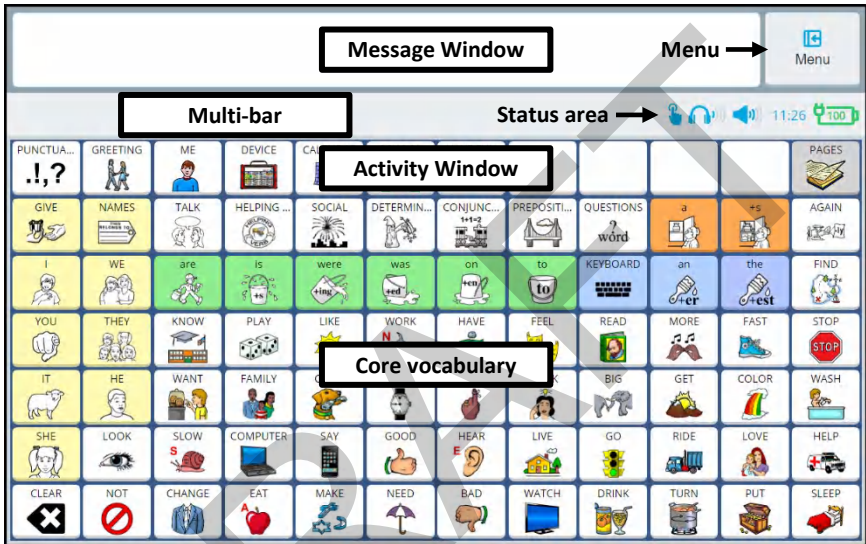 Message Window
Menu
Menu
Multi-bar
Status area
11:26
100
PUNCTUA... GREETING ME DEVICE PAGES
.!,?
Activity Window
GIVE NAMES TALK HELPING ... SOCIAL DETERMIN... CONJUNC... PREPOSITI... QUESTIONS a +s AGAIN
1+1=2 ? word
I WE are is were was on to KEYBOARD an the FIND
+s +ing +ed +en to +er +est
YOU THEY KNOW PLAY LIKE WORK HAVE FEEL READ MORE FAST STOP
N STOP
Core vocabulary
IT HE WANT FAMILY BIG GET COLOR WASH
SHE LOOK SLOW COMPUTER SAY GOOD HEAR LIVE GO RIDE LOVE HELP
S E
CLEAR NOT CHANGE EAT MAKE NEED BAD WATCH DRINK TURN PUT SLEEP
A